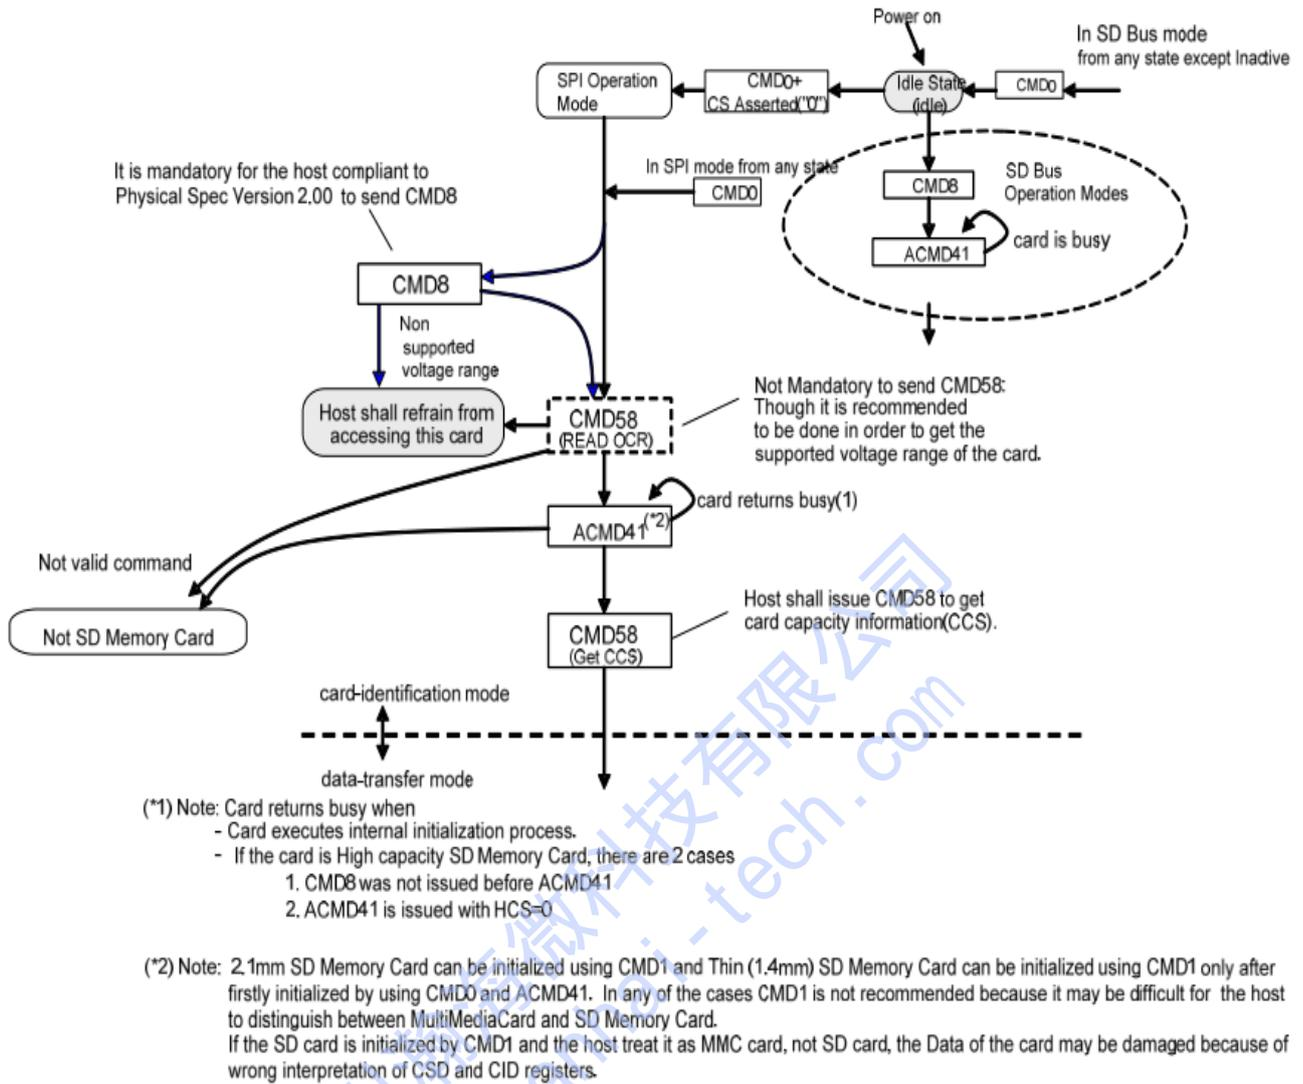 Power on
In SD Bus mode
from any state except Inactive
SPI Operation
Mode
CMD0+
CS Asserted("0")
Idle State
(idle)
CMD0
It is mandatory for the host compliant to
Physical Spec Version 2.00 to send CMD8
In SPI mode from any state
CMD0
CMD8
SD Bus
Operation Modes
ACMD41
card is busy
CMD8
Non
supported
voltage range
Host shall refrain from
accessing this card
CMD58
(READ OCR)
Not Mandatory to send CMD58:
Though it is recommended
to be done in order to get the
supported voltage range of the card.
card returns busy(1)
ACMD41(*2)
Not valid command
Not SD Memory Card
CMD58
(Get CCS)
Host shall issue CMD58 to get
card capacity information(CCS).
card-identification mode
data-transfer mode
(*1) Note: Card returns busy when
- Card executes internal initialization process.
- If the card is High capacity SD Memory Card, there are 2 cases
1. CMD8 was not issued before ACMD41
2. ACMD41 is issued with HCS=0
(*2) Note: 2.1mm SD Memory Card can be initialized using CMD1 and Thin (1.4mm) SD Memory Card can be initialized using CMD1 only after
firstly initialized by using CMD0 and ACMD41. In any of the cases CMD1 is not recommended because it may be difficult for the host
to distinguish between MultiMediaCard and SD Memory Card.
If the SD card is initialized by CMD1 and the host treat it as MMC card, not SD card, the Data of the card may be damaged because of
wrong interpretation of CSD and CID registers.
瀚微科技有限公司